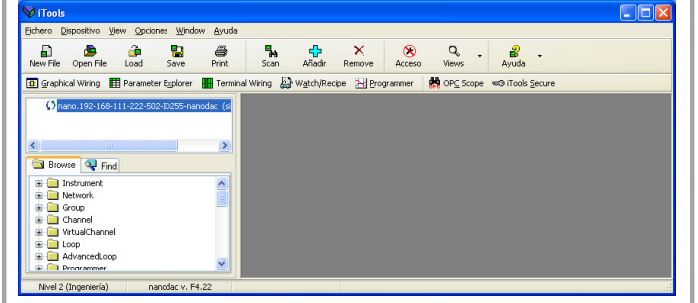 iTools
Fichero Dispositivo View Opciones Window Ayuda
New File Open File Load Save Print Scan Añadir Remove Acceso Views Ayuda
Graphical Wiring Parameter Explorer Terminal Wiring Watch/Recipe Programmer OPC Scope iTools Secure
nano.192-168-111-222-502-ID255-nanodac (si
Browse Find
Instrument
Network
Group
Channel
VirtualChannel
Loop
AdvancedLoop
Programmer
Nivel 2 (Ingeniería) nanodac v. F4.22